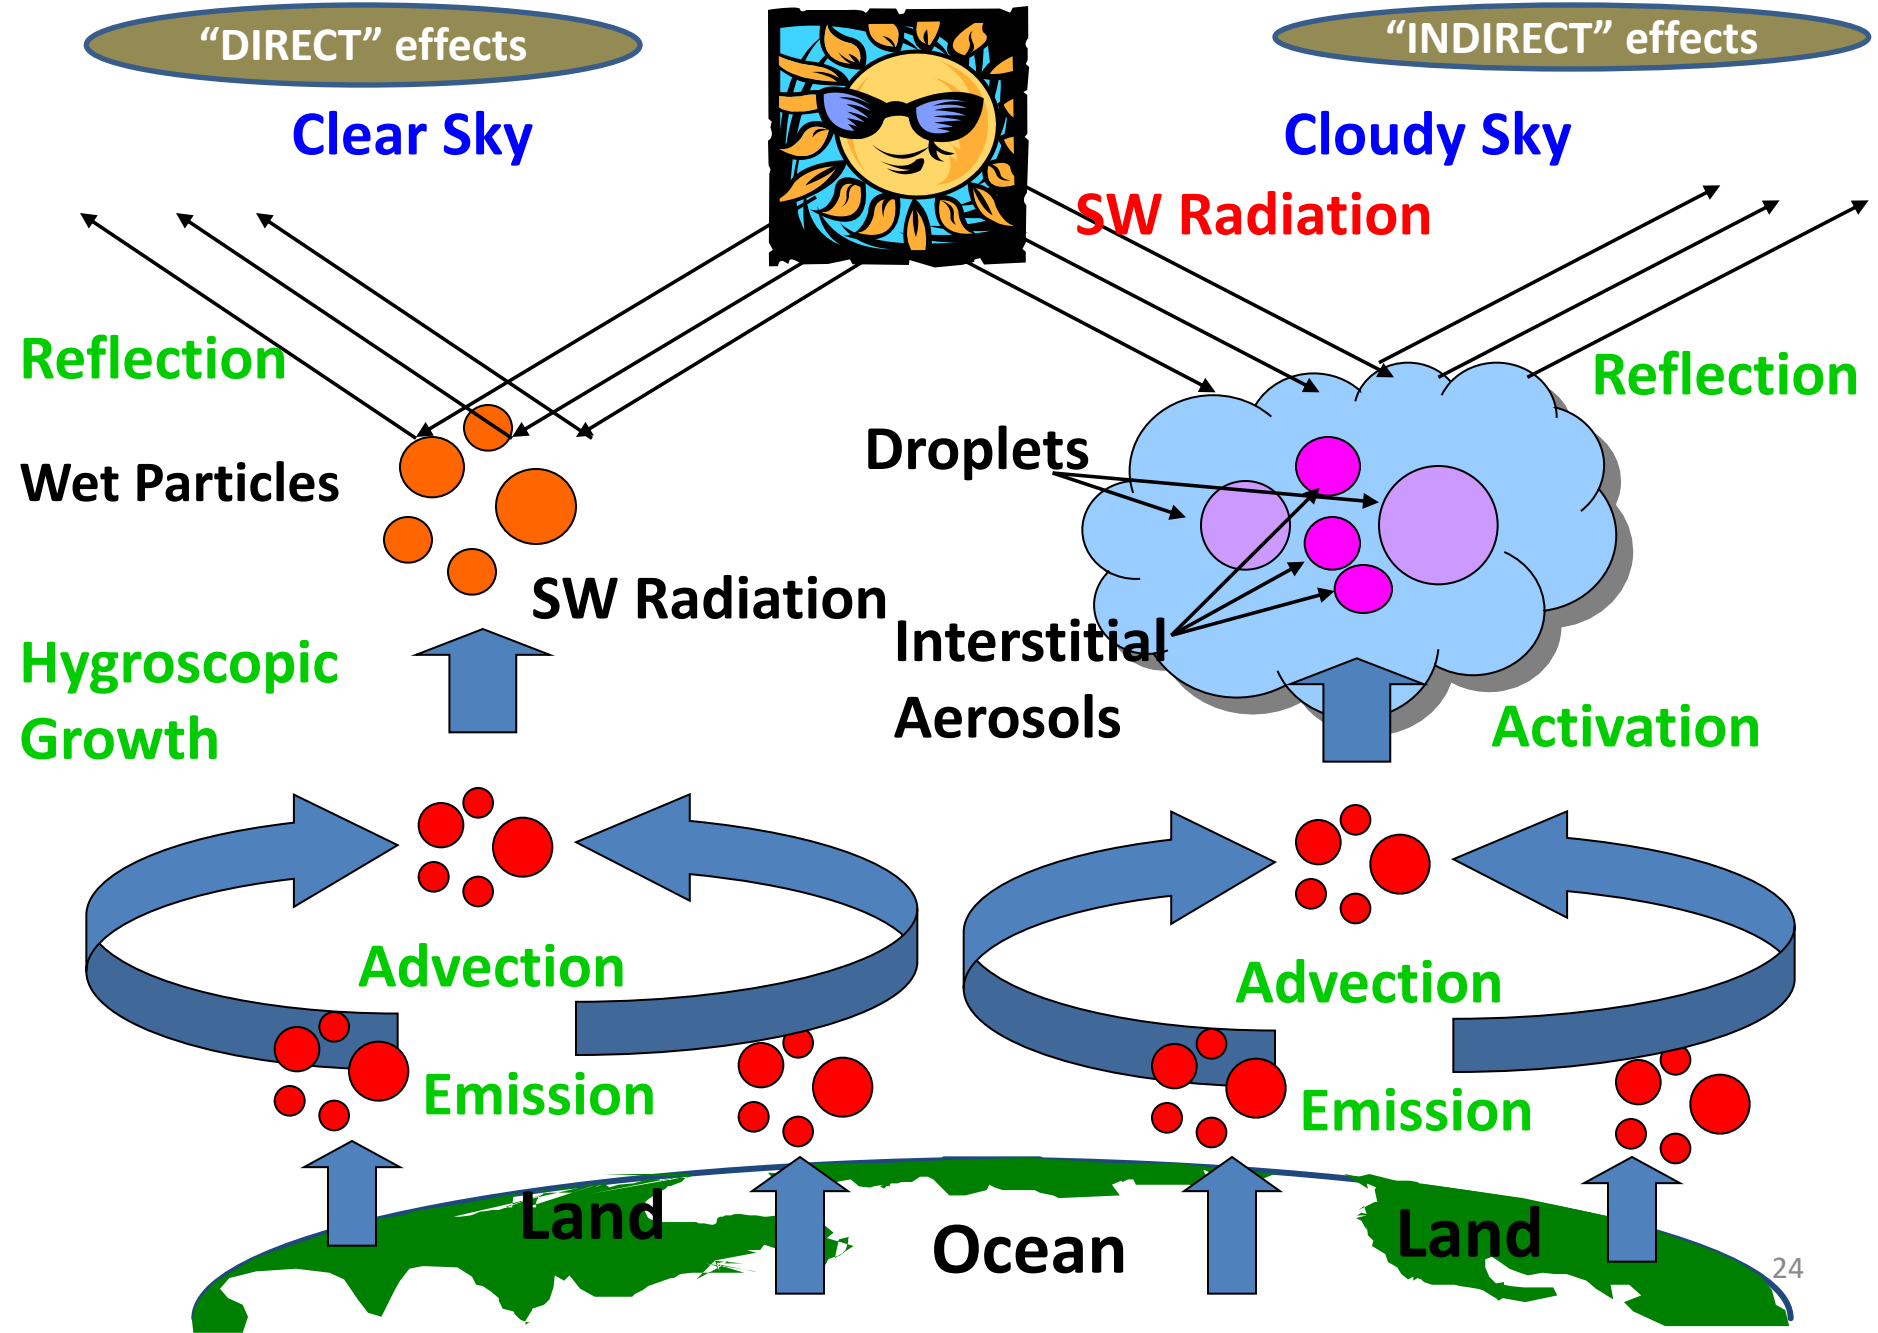 “DIRECT” effects
“INDIRECT” effects
Clear Sky
Cloudy Sky
SW Radiation
Reflection
Reflection
Droplets
Wet Particles
SW Radiation
Interstitial
Aerosols
Hygroscopic
Growth
Activation
Advection
Advection
Emission
Emission
Land
Ocean
Land
24